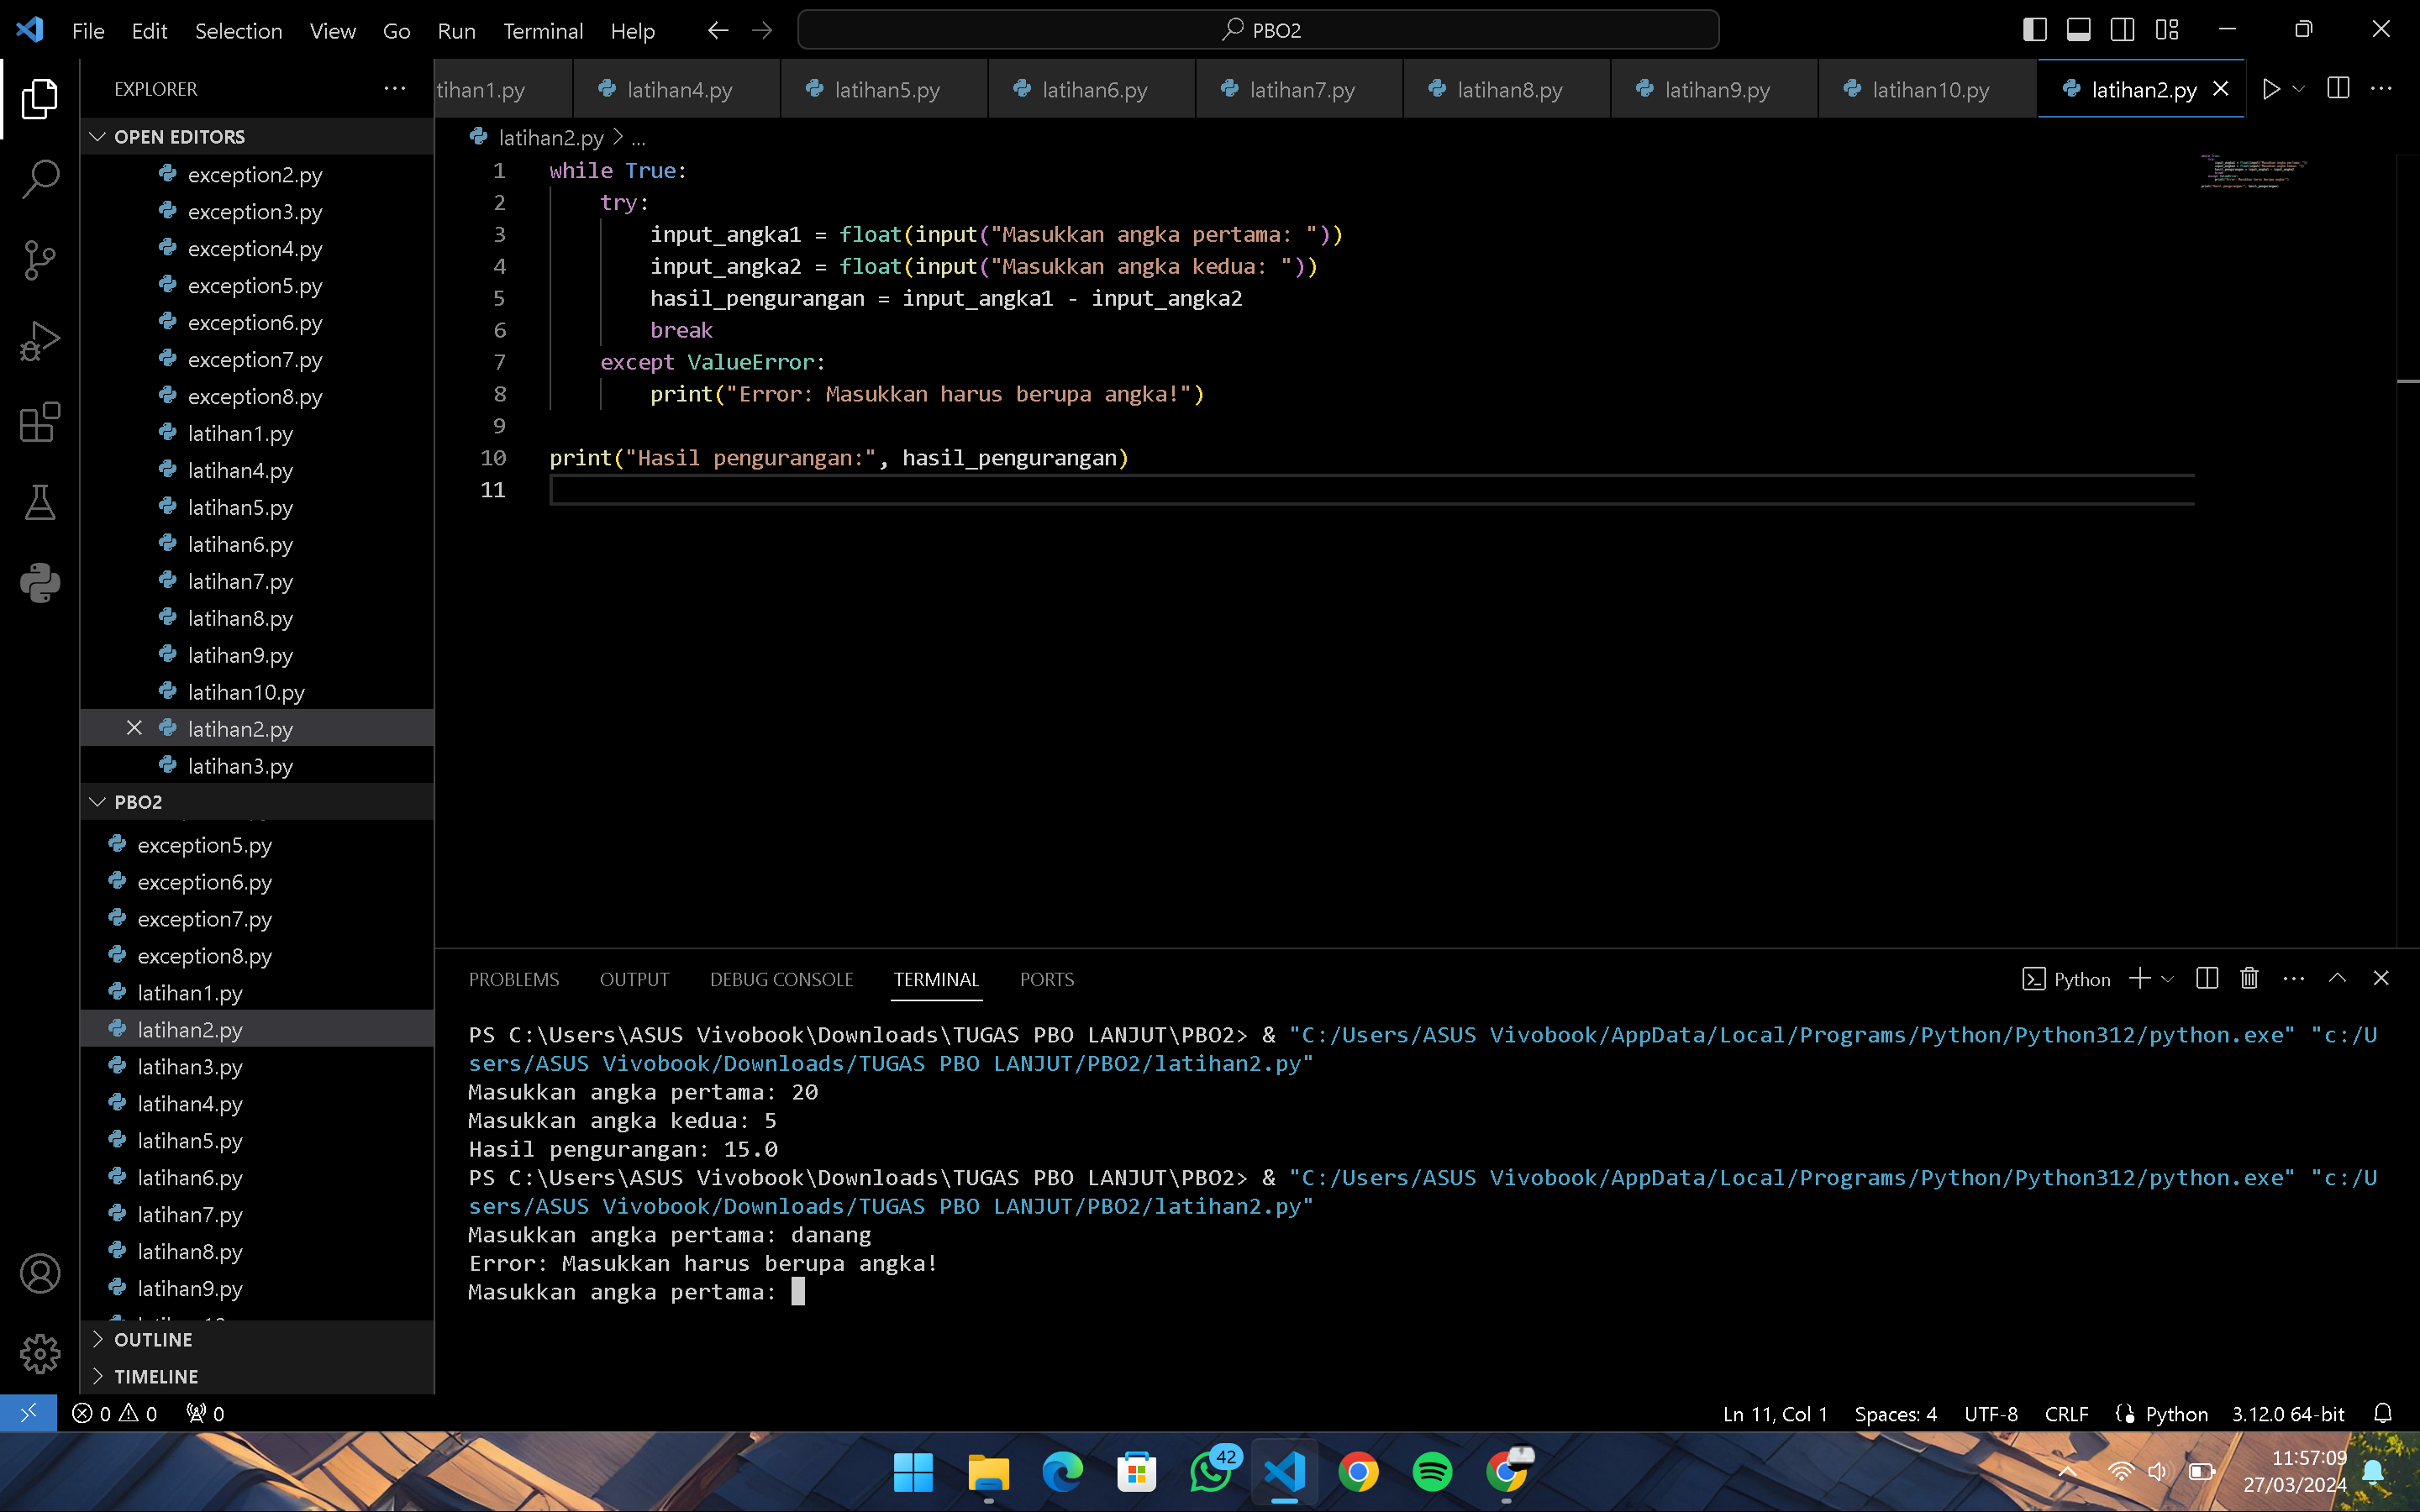 File Edit Selection View Go Run Terminal Help
PBO2
EXPLORER
OPEN EDITORS
exception2.py
exception3.py
exception4.py
exception5.py
exception6.py
exception7.py
exception8.py
latihan1.py
latihan4.py
latihan5.py
latihan6.py
latihan7.py
latihan8.py
latihan9.py
latihan10.py
latihan2.py
latihan3.py
PBO2
exception5.py
exception6.py
exception7.py
exception8.py
latihan1.py
latihan2.py
latihan3.py
latihan4.py
latihan5.py
latihan6.py
latihan7.py
latihan8.py
latihan9.py
OUTLINE
TIMELINE
tihan1.py latihan4.py latihan5.py latihan6.py latihan7.py latihan8.py latihan9.py latihan10.py latihan2.py
latihan2.py > ...
1 while True:
2 try:
3 input_angka1 = float(input("Masukkan angka pertama: "))
4 input_angka2 = float(input("Masukkan angka kedua: "))
5 hasil_pengurangan = input_angka1 - input_angka2
6 break
7 except ValueError:
8 print("Error: Masukkan harus berupa angka!")
9
10 print("Hasil pengurangan:", hasil_pengurangan)
11
PROBLEMS OUTPUT DEBUG CONSOLE TERMINAL PORTS
Python
PS C:\Users\ASUS Vivobook\Downloads\TUGAS PBO LANJUT\PBO2> & "C:/Users/ASUS Vivobook/AppData/Local/Programs/Python/Python312/python.exe" "c:/U
sers/ASUS Vivobook/Downloads/TUGAS PBO LANJUT/PBO2/latihan2.py"
Masukkan angka pertama: 20
Masukkan angka kedua: 5
Hasil pengurangan: 15.0
PS C:\Users\ASUS Vivobook\Downloads\TUGAS PBO LANJUT\PBO2> & "C:/Users/ASUS Vivobook/AppData/Local/Programs/Python/Python312/python.exe" "c:/U
sers/ASUS Vivobook/Downloads/TUGAS PBO LANJUT/PBO2/latihan2.py"
Masukkan angka pertama: danang
Error: Masukkan harus berupa angka!
Masukkan angka pertama:
0 0 0
Ln 11, Col 1 Spaces: 4 UTF-8 CRLF Python 3.12.0 64-bit
42
11:57:09
27/03/2024